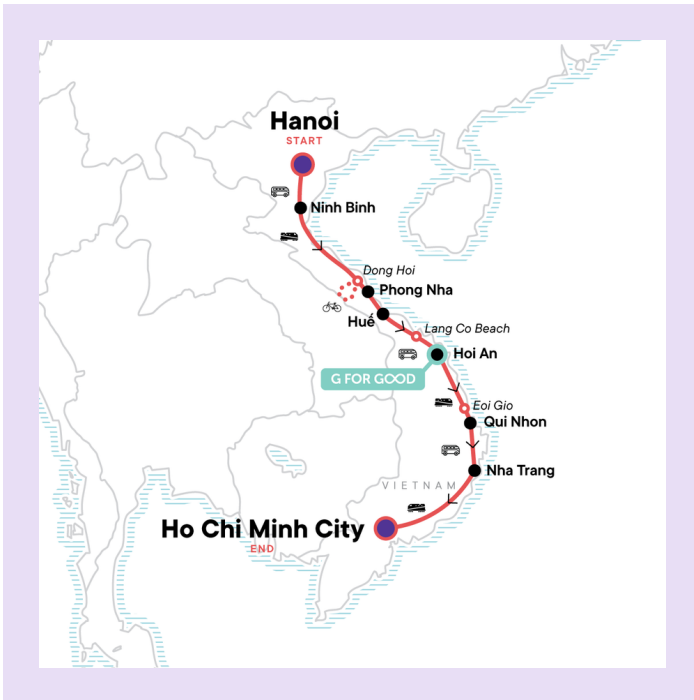 Hanoi
START
Ninh Binh
Dong Hoi
Phong Nha
Huế
Lang Co Beach
Hoi An
G FOR GOOD
Eoi Gio
Qui Nhon
Nha Trang
VIETNAM
Ho Chi Minh City
END